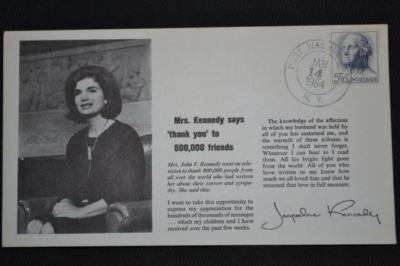 PORT WAS
JAN
14
1964
N. Y.
5c U.S. POSTAGE
Mrs. Kennedy says
'thank you' to
800,000 friends
Mrs. John F. Kennedy went on tele-
vision to thank 800,000 people from
all over the world who had written
her about their sorrow and sympa-
thy. She said this:
I want to take this opportunity to
express my appreciation for the
hundreds of thousands of messages
. . . which my children and I have
received over the past few weeks.
The knowledge of the affection
in which my husband was held by
all of you has sustained me, and
the warmth of these tributes is
something I shall never forget.
Whenever I can bear to I read
them. All his bright light gone
from the world. All of you who
have written to me know how
much we all loved him and that he
returned that love in full measure.
Jacqueline Kennedy